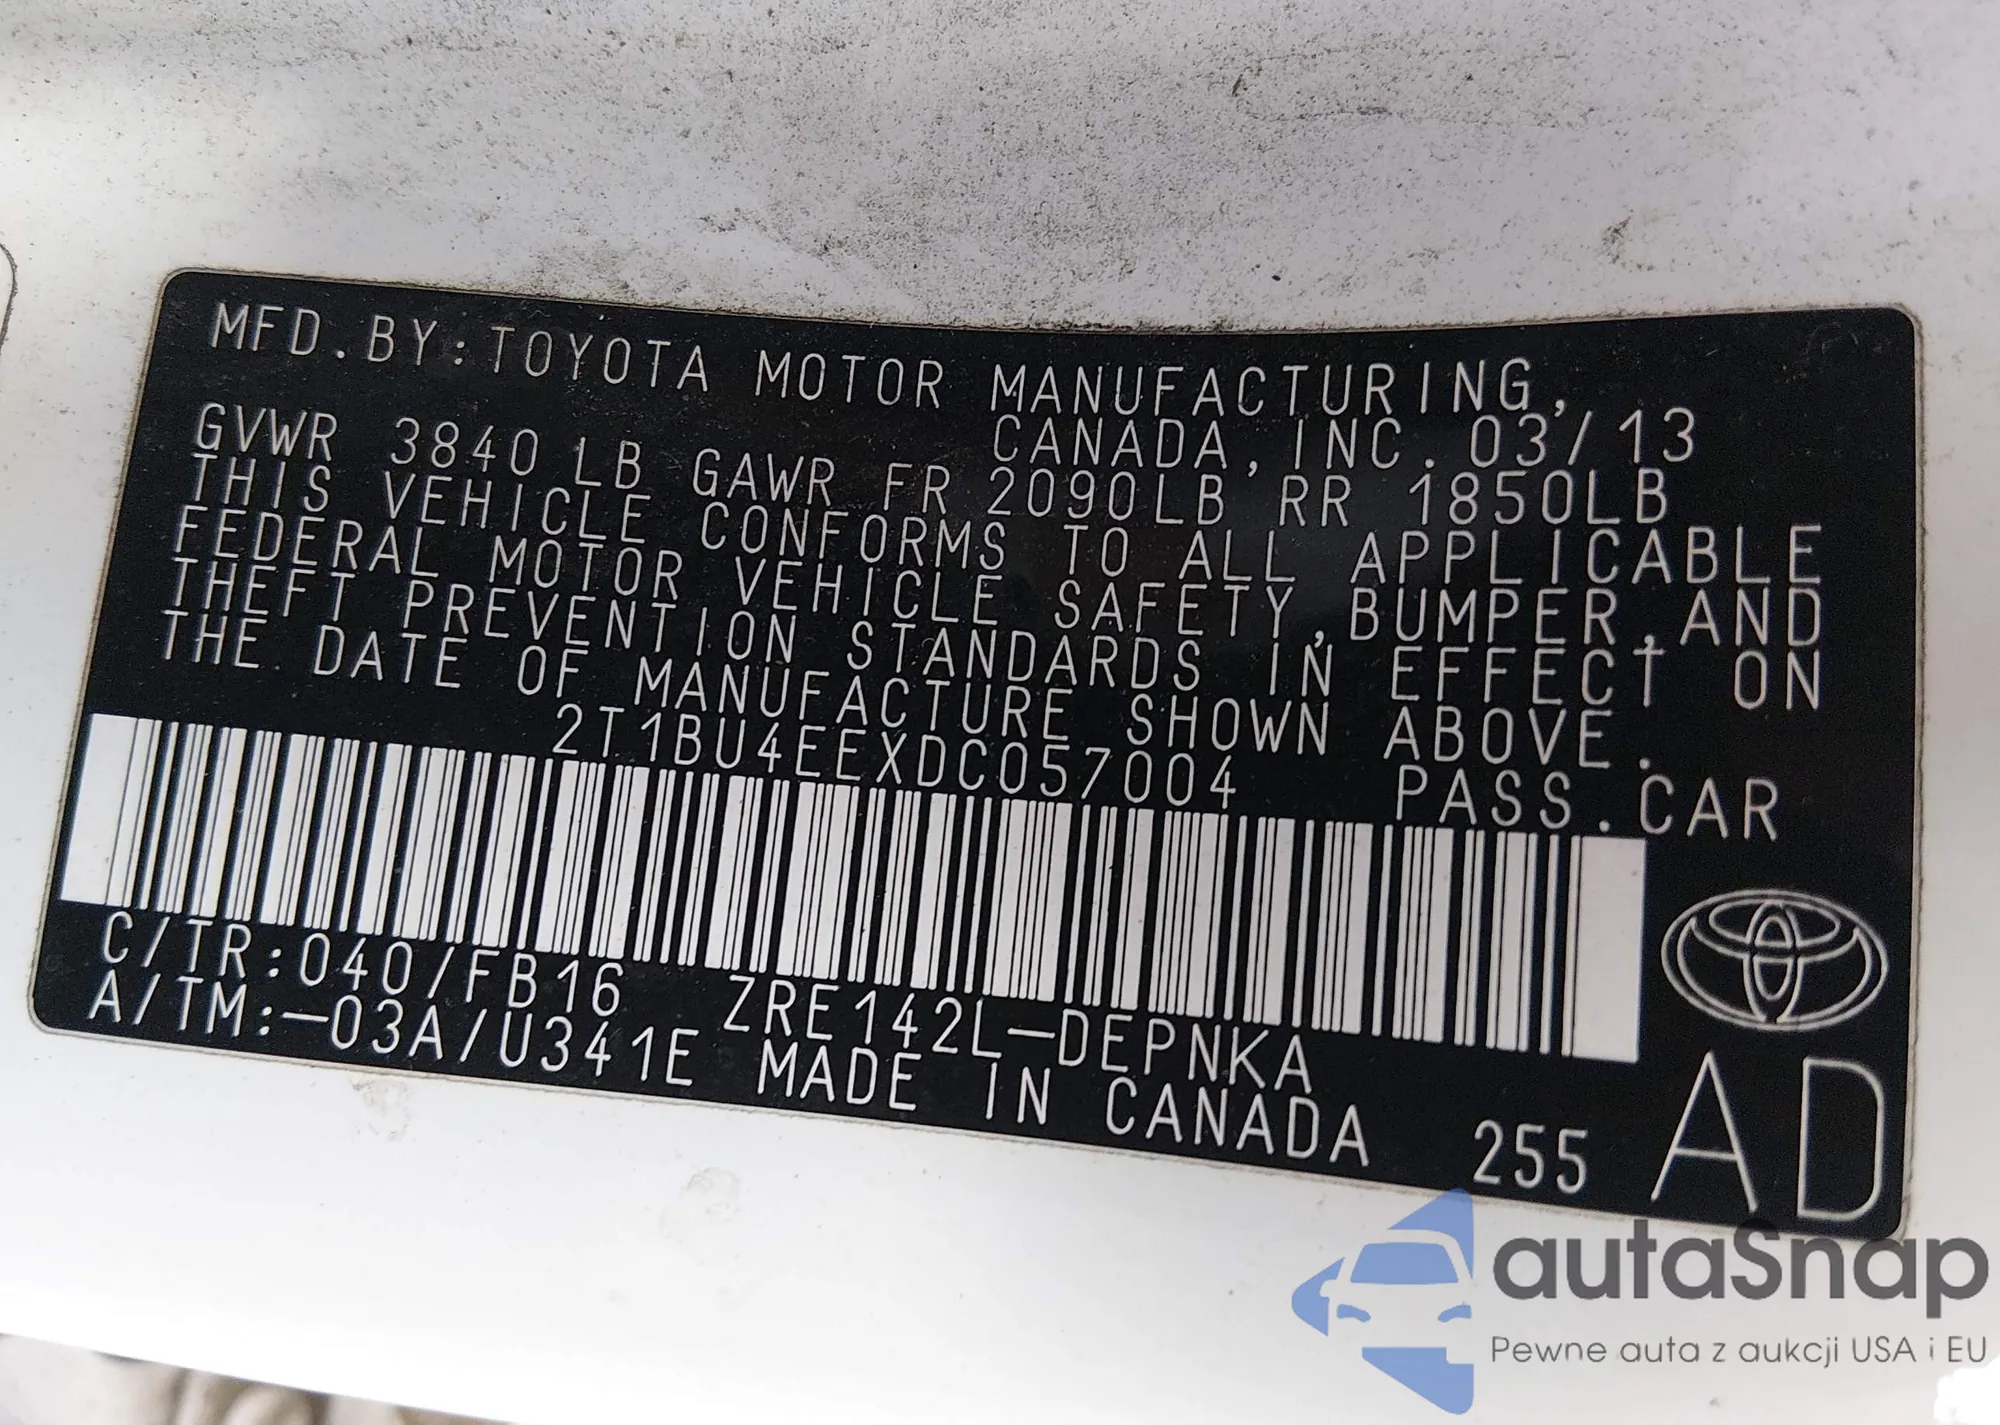 MFD.BY:TOYOTA MOTOR MANUFACTURING,
CANADA,INC. 03/13
GVWR 3840 LB GAWR FR 2090LB RR 1850LB
THIS VEHICLE CONFORMS TO ALL APPLICABLE
FEDERAL MOTOR VEHICLE SAFETY,BUMPER,AND
THEFT PREVENTION STANDARDS IN EFFECT ON
THE DATE OF MANUFACTURE SHOWN ABOVE.
2T1BU4EEXDC057004 PASS.CAR
C/TR:040/FB16 ZRE142L-DEPNKA
A/TM:-03A/U341E MADE IN CANADA 255 AD
autaSnap
Pewne auta z aukcji USA i EU